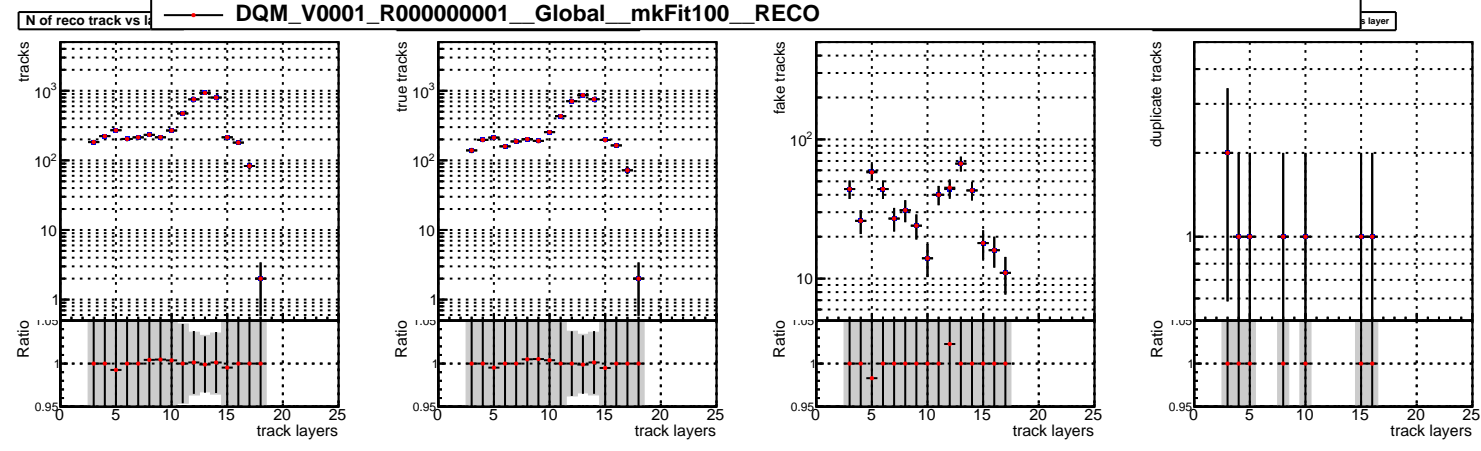 DQM_V0001_R000000001__Global__mkFit100__RECO
N of reco track vs la
s layer
tracks
10³
10²
10
1
Ratio
1.05
1
0.95
0 5 10 15 20 25
track layers
true tracks
10³
10²
10
1
Ratio
1.05
1
0.95
0 5 10 15 20 25
track layers
fake tracks
10²
10
Ratio
1.05
1
0.95
0 5 10 15 20 25
track layers
duplicate tracks
1
Ratio
1.05
1
0.95
0 5 10 15 20 25
track layers